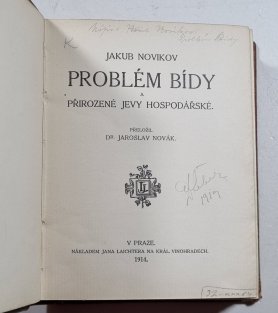 K
JAKUB NOVIKOV
PROBLÉM BÍDY
A
PŘIROZENÉ JEVY HOSPODÁŘSKÉ.
PŘELOŽIL
DR. JAROSLAV NOVÁK.
1919
V PRAZE.
NÁKLADEM JANA LAICHTERA NA KRÁL. VINOHRADECH.
1914.